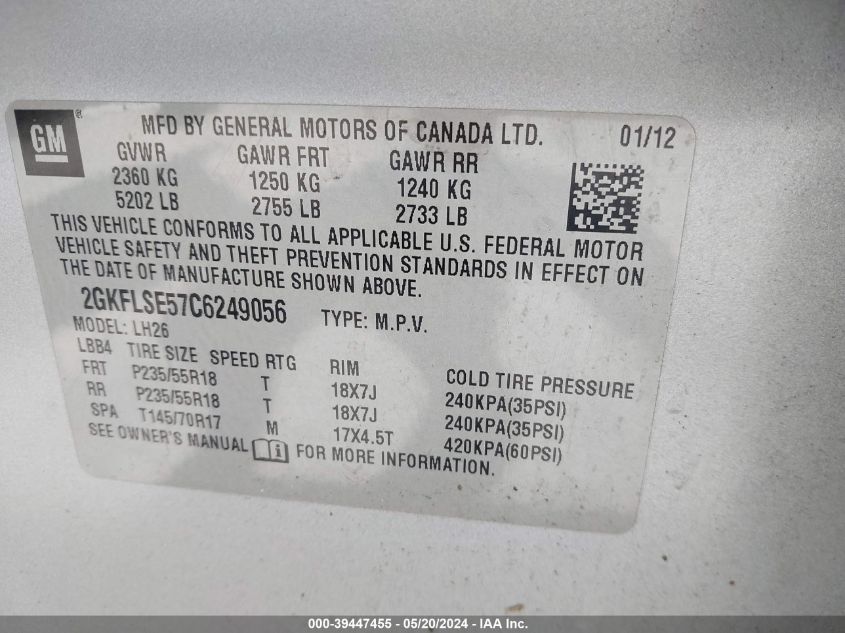 GM ®
MFD BY GENERAL MOTORS OF CANADA LTD. 01/12
GVWR GAWR FRT GAWR RR
2360 KG 1250 KG 1240 KG
5202 LB 2755 LB 2733 LB
THIS VEHICLE CONFORMS TO ALL APPLICABLE U.S. FEDERAL MOTOR
VEHICLE SAFETY AND THEFT PREVENTION STANDARDS IN EFFECT ON
THE DATE OF MANUFACTURE SHOWN ABOVE.
2GKFLSE57C6249056 TYPE: M.P.V.
MODEL: LH26
LBB4 TIRE SIZE SPEED RTG RIM COLD TIRE PRESSURE
FRT P235/55R18 T 18X7J 240KPA(35PSI)
RR P235/55R18 T 18X7J 240KPA(35PSI)
SPA T145/70R17 M 17X4.5T 420KPA(60PSI)
SEE OWNER'S MANUAL i FOR MORE INFORMATION.
000-39447455 - 05/20/2024 - IAA Inc.